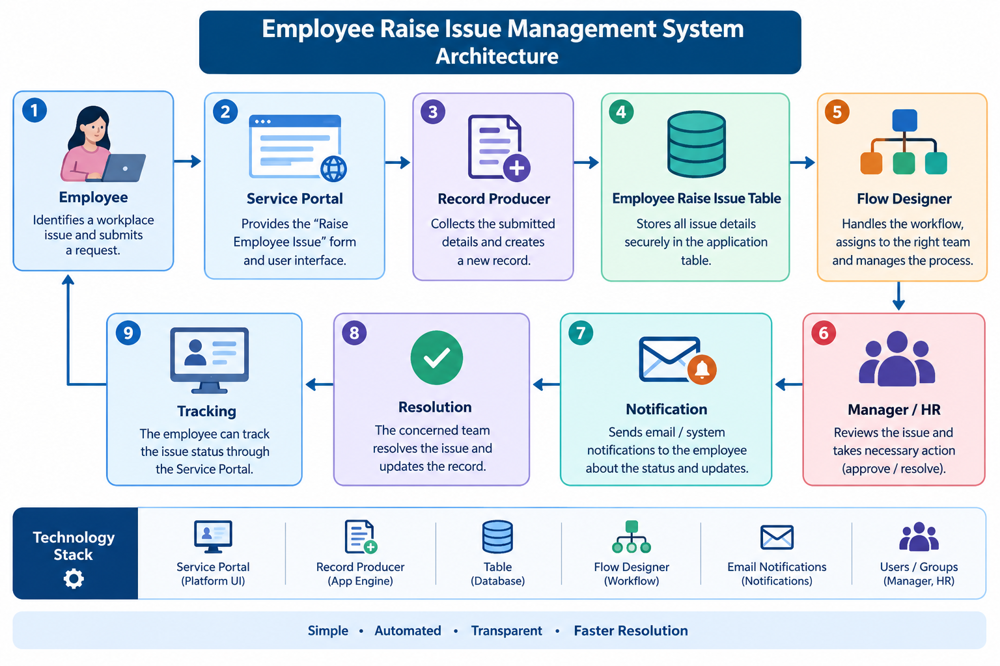 Employee Raise Issue Management System
Architecture
1
Employee
Identifies a workplace
issue and submits
a request.
2
Service Portal
Provides the “Raise
Employee Issue” form
and user interface.
3
Record Producer
Collects the submitted
details and creates
a new record.
4
Employee Raise Issue Table
Stores all issue details
securely in the application
table.
5
Flow Designer
Handles the workflow,
assigns to the right team
and manages the process.
9
Tracking
The employee can track
the issue status through
the Service Portal.
8
Resolution
The concerned team
resolves the issue and
updates the record.
7
Notification
Sends email / system
notifications to the employee
about the status and updates.
6
Manager / HR
Reviews the issue and
takes necessary action
(approve / resolve).
Technology
Stack
Service Portal
(Platform UI)
Record Producer
(App Engine)
Table
(Database)
Flow Designer
(Workflow)
Email Notifications
(Notifications)
Users / Groups
(Manager, HR)
Simple • Automated • Transparent • Faster Resolution